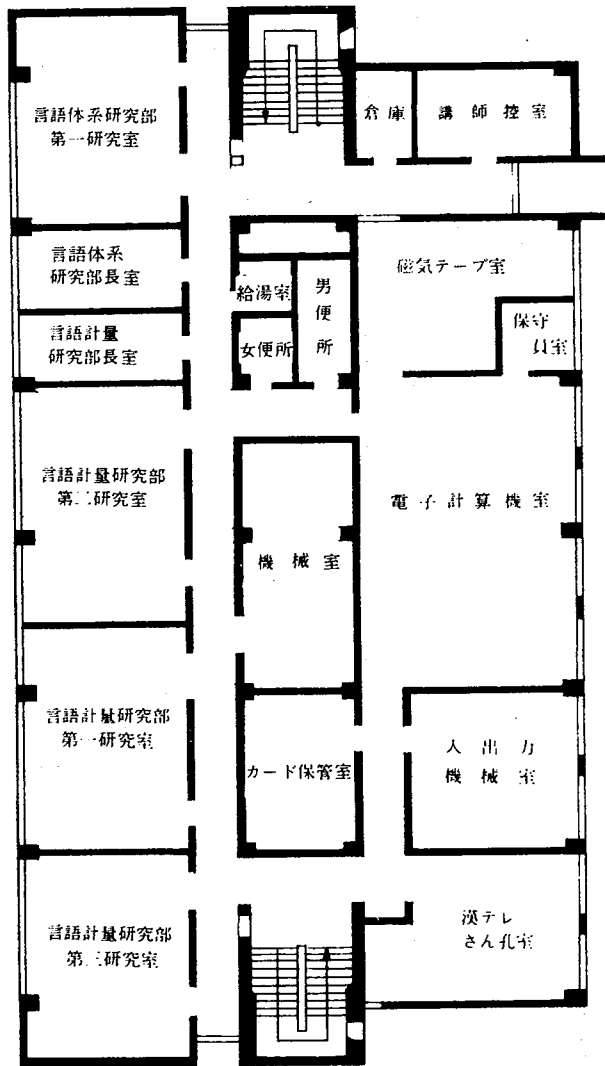 言語体系研究部
第一研究室
倉庫
講師控室
言語体系
研究部長室
磁気テープ室
給湯室
男便所
保守
員室
言語計量
研究部長室
女便所
言語計量研究部
第二研究室
電子計算機室
機械室
言語計量研究部
第一研究室
入出力
機械室
カード保管室
言語計量研究部
第三研究室
漢テレ
さん孔室